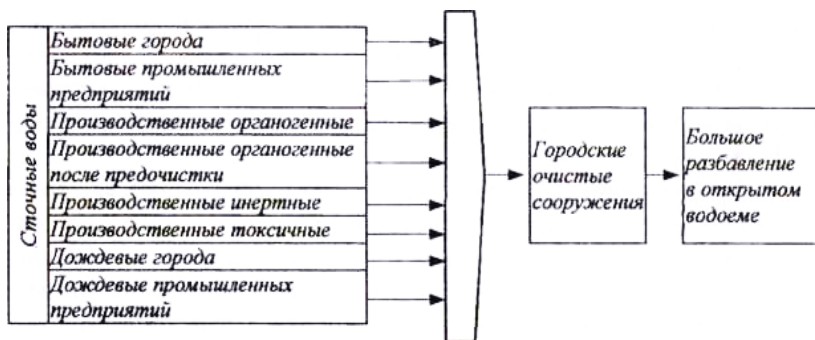 Сточные воды
Бытовые города
Бытовые промышленных
предприятий
Производственные органогенные
Производственные органогенные
после предочистки
Производственные инертные
Производственные токсичные
Дождевые города
Дождевые промышленных
предприятий
Городские
очистые
сооружения
Большое
разбавление
в открытом
водоеме